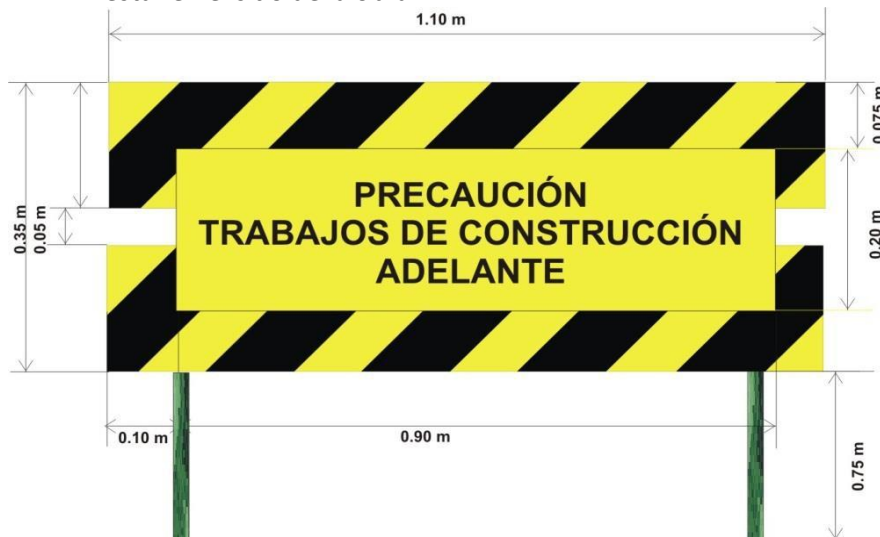 1.10 m
0.075 m
0.35 m
0.05 m
PRECAUCIÓN
TRABAJOS DE CONSTRUCCIÓN
ADELANTE
0.20 m
0.10 m
0.90 m
0.75 m